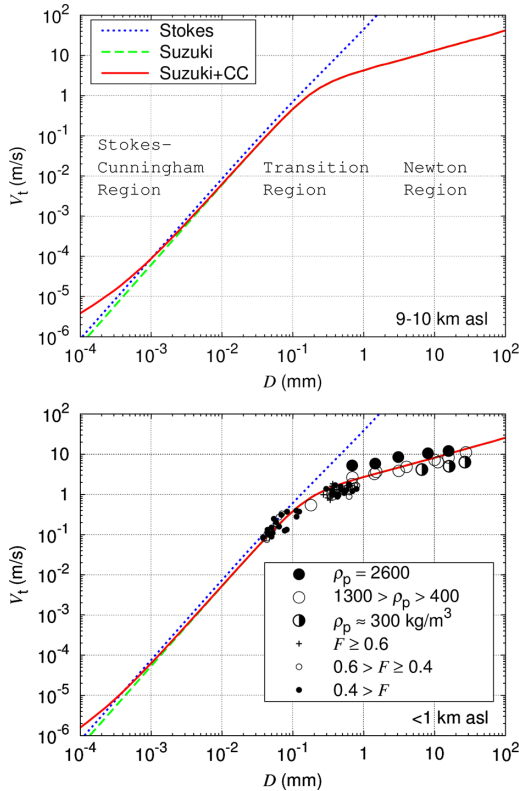 10^2
10^1
1
10^-1
10^-2
10^-3
10^-4
10^-5
10^-6
V_t (m/s)
Stokes
Suzuki
Suzuki+CC
Stokes-
Cunningham
Region
Transition
Region
Newton
Region
9-10 km asl
10^-4 10^-3 10^-2 10^-1 1 10^1 10^2
D (mm)
10^2
10^1
1
10^-1
10^-2
10^-3
10^-4
10^-5
10^-6
V_t (m/s)
ρ_p = 2600
1300 > ρ_p > 400
ρ_p ≈ 300 kg/m^3
F ≥ 0.6
0.6 > F ≥ 0.4
0.4 > F
<1 km asl
10^-4 10^-3 10^-2 10^-1 1 10^1 10^2
D (mm)